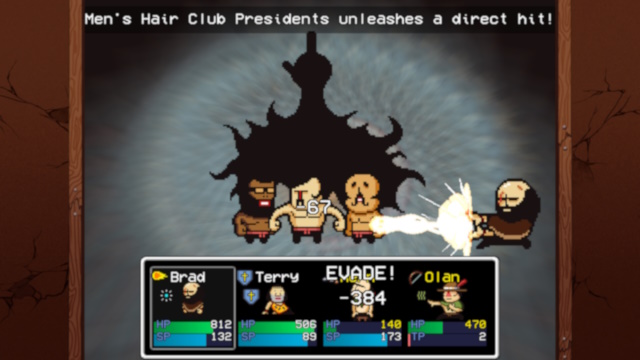 Men's Hair Club Presidents unleashes a direct hit!
-67
Brad
Terry
EVADE!
-384
Olan
HP 812
SP 132
HP 506
SP 89
HP 140
SP 173
HP 470
TP 2